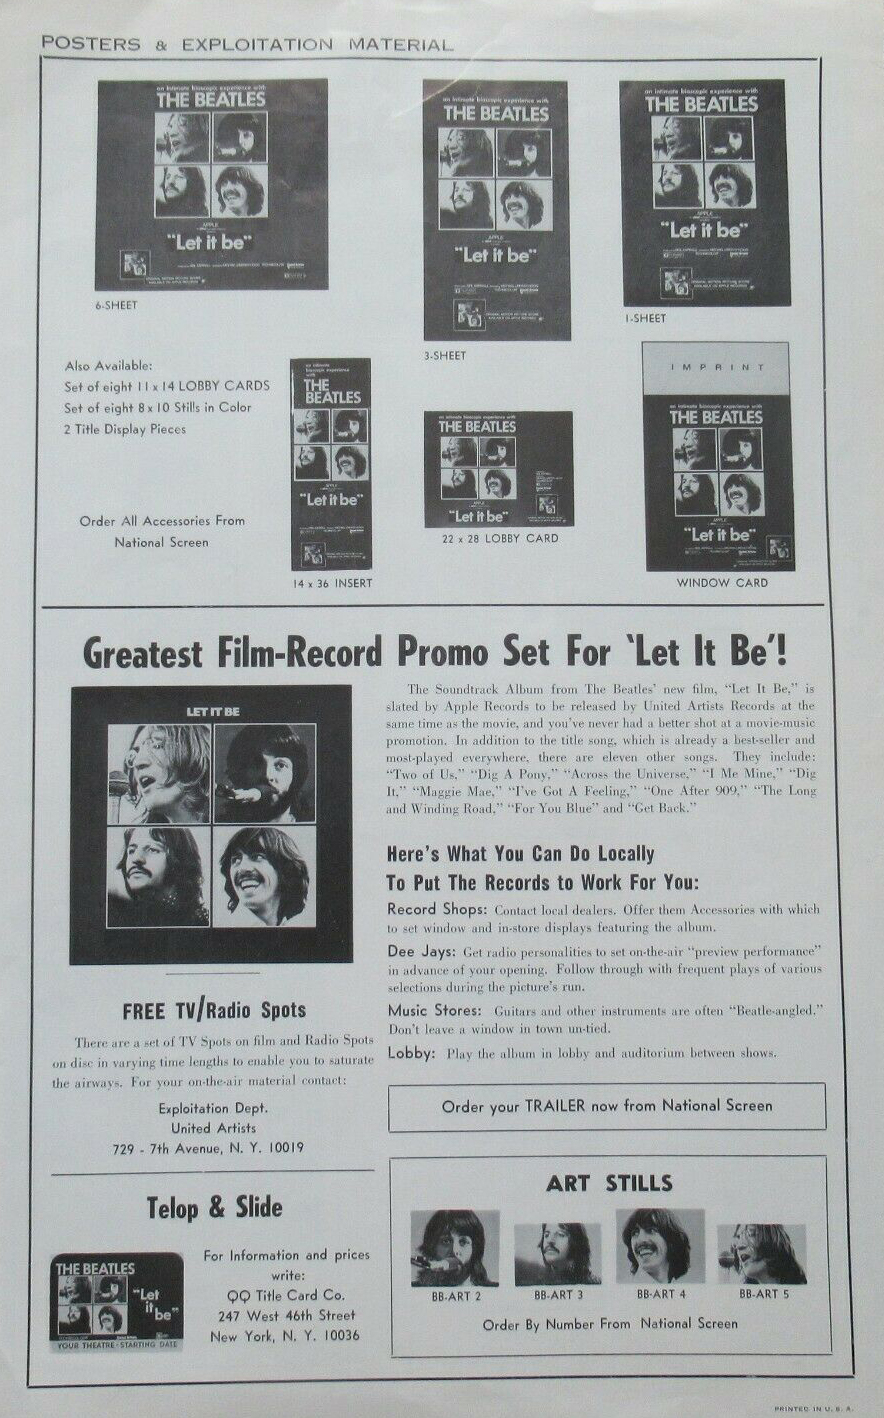 POSTERS & EXPLOITATION MATERIAL
an intimate bioscopic experience with
THE BEATLES
APPLE
"Let it be"
6-SHEET
an intimate bioscopic experience with
THE BEATLES
APPLE
"Let it be"
3-SHEET
an intimate bioscopic experience with
THE BEATLES
APPLE
"Let it be"
1-SHEET
Also Available:
Set of eight 11 x 14 LOBBY CARDS
Set of eight 8 x 10 Stills in Color
2 Title Display Pieces
Order All Accessories From
National Screen
an intimate
bioscopic experience
with
THE
BEATLES
"Let it be"
14 x 36 INSERT
an intimate bioscopic experience with
THE BEATLES
"Let it be"
22 x 28 LOBBY CARD
IMPRINT
an intimate bioscopic experience with
THE BEATLES
APPLE
"Let it be"
WINDOW CARD
Greatest Film-Record Promo Set For 'Let It Be'!
LET IT BE
The Soundtrack Album from The Beatles' new film, "Let It Be," is
slated by Apple Records to be released by United Artists Records at the
same time as the movie, and you've never had a better shot at a movie-music
promotion. In addition to the title song, which is already a best-seller and
most-played everywhere, there are eleven other songs. They include:
"Two of Us," "Dig A Pony," "Across the Universe," "I Me Mine," "Dig
It," "Maggie Mae," "I've Got A Feeling," "One After 909," "The Long
and Winding Road," "For You Blue" and "Get Back."
Here's What You Can Do Locally
To Put The Records to Work For You:
Record Shops: Contact local dealers. Offer them Accessories with which
to set window and in-store displays featuring the album.
Dee Jays: Get radio personalities to set on-the-air "preview performance"
in advance of your opening. Follow through with frequent plays of various
selections during the picture's run.
Music Stores: Guitars and other instruments are often "Beatle-angled."
Don't leave a window in town un-tied.
Lobby: Play the album in lobby and auditorium between shows.
FREE TV/Radio Spots
There are a set of TV Spots on film and Radio Spots
on disc in varying time lengths to enable you to saturate
the airways. For your on-the-air material contact:
Exploitation Dept.
United Artists
729 - 7th Avenue, N. Y. 10019
Order your TRAILER now from National Screen
Telop & Slide
THE BEATLES
"Let
it
be"
YOUR THEATRE - STARTING DATE
For Information and prices
write:
QQ Title Card Co.
247 West 46th Street
New York, N. Y. 10036
ART STILLS
BB-ART 2
BB-ART 3
BB-ART 4
BB-ART 5
Order By Number From National Screen
PRINTED IN U. S. A.